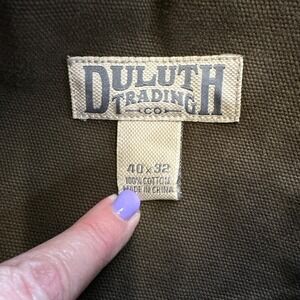 DULUTH
TRADING
CO
40 x 32
100% COTTON
MADE IN CHINA